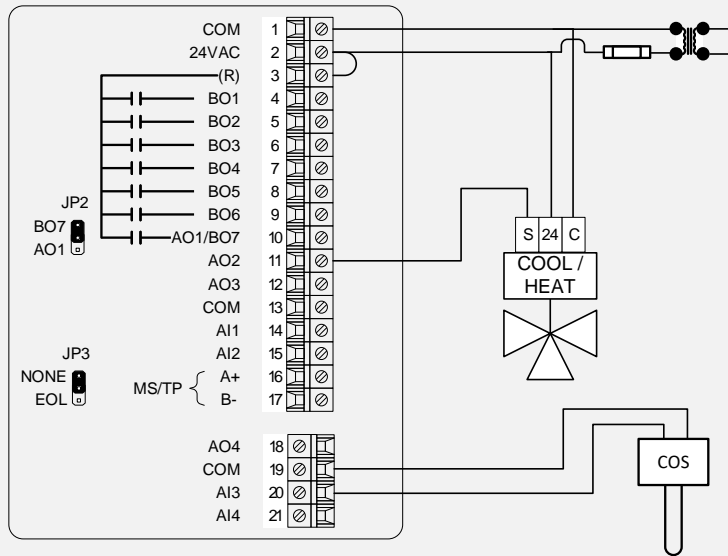 COM 1
24VAC 2
(R) 3
BO1 4
BO2 5
BO3 6
BO4 7
BO5 8
BO6 9
AO1/BO7 10
AO2 11
AO3 12
COM 13
AI1 14
AI2 15
A+ 16
B- 17
MS/TP
AO4 18
COM 19
AI3 20
AI4 21
JP2
BO7
AO1
JP3
NONE
EOL
S 24 C
COOL /
HEAT
COS